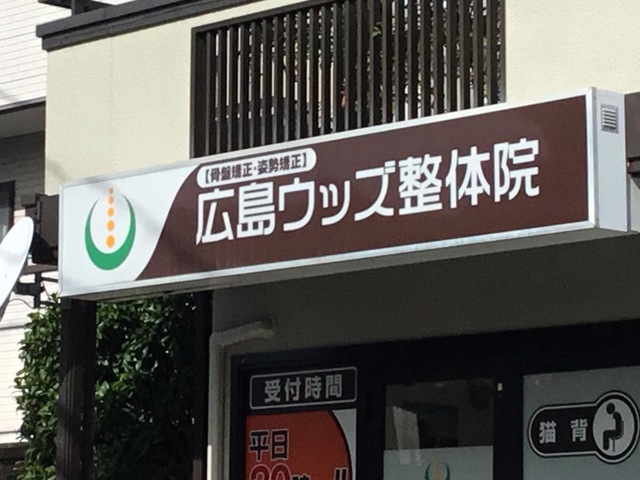 【骨盤矯正・姿勢矯正】
広島ウッズ整体院
受付時間
平日
猫背